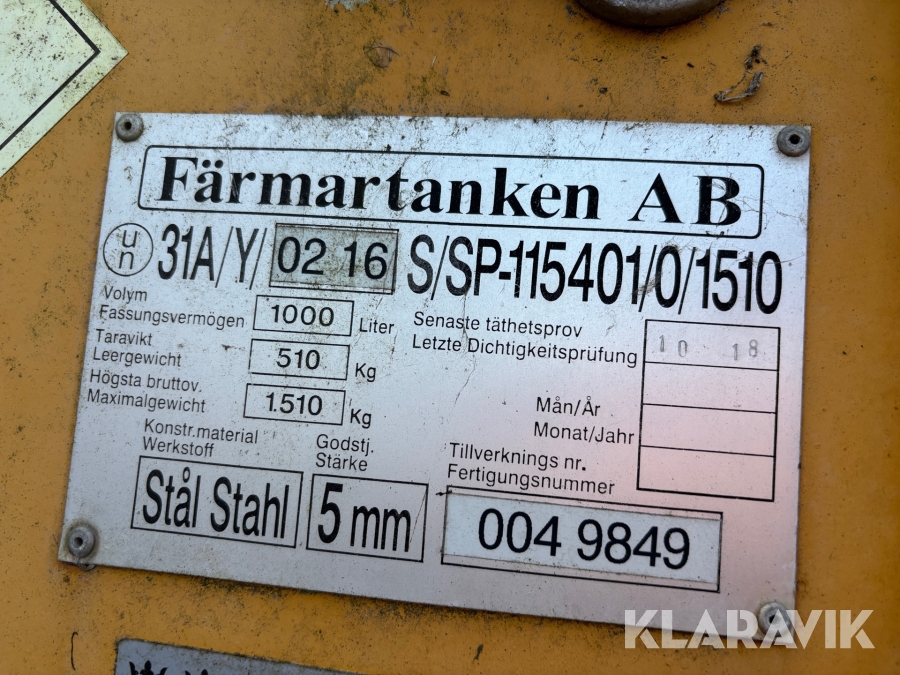 Färmartanken AB
un 31A/Y/ 02 16 S/SP-115401/0/1510
Volym
Fassungsvermögen 1000 Liter
Taravikt
Leergewicht 510 Kg
Högsta bruttov.
Maximalgewicht 1.510 Kg
Senaste täthetsprov
Letzte Dichtigkeitsprüfung 10 18
Mån/År
Monat/Jahr
Konstr.material
Werkstoff
Stål Stahl
Godstj.
Stärke
5 mm
Tillverknings nr.
Fertigungsnummer
004 9849
KLARAVIK